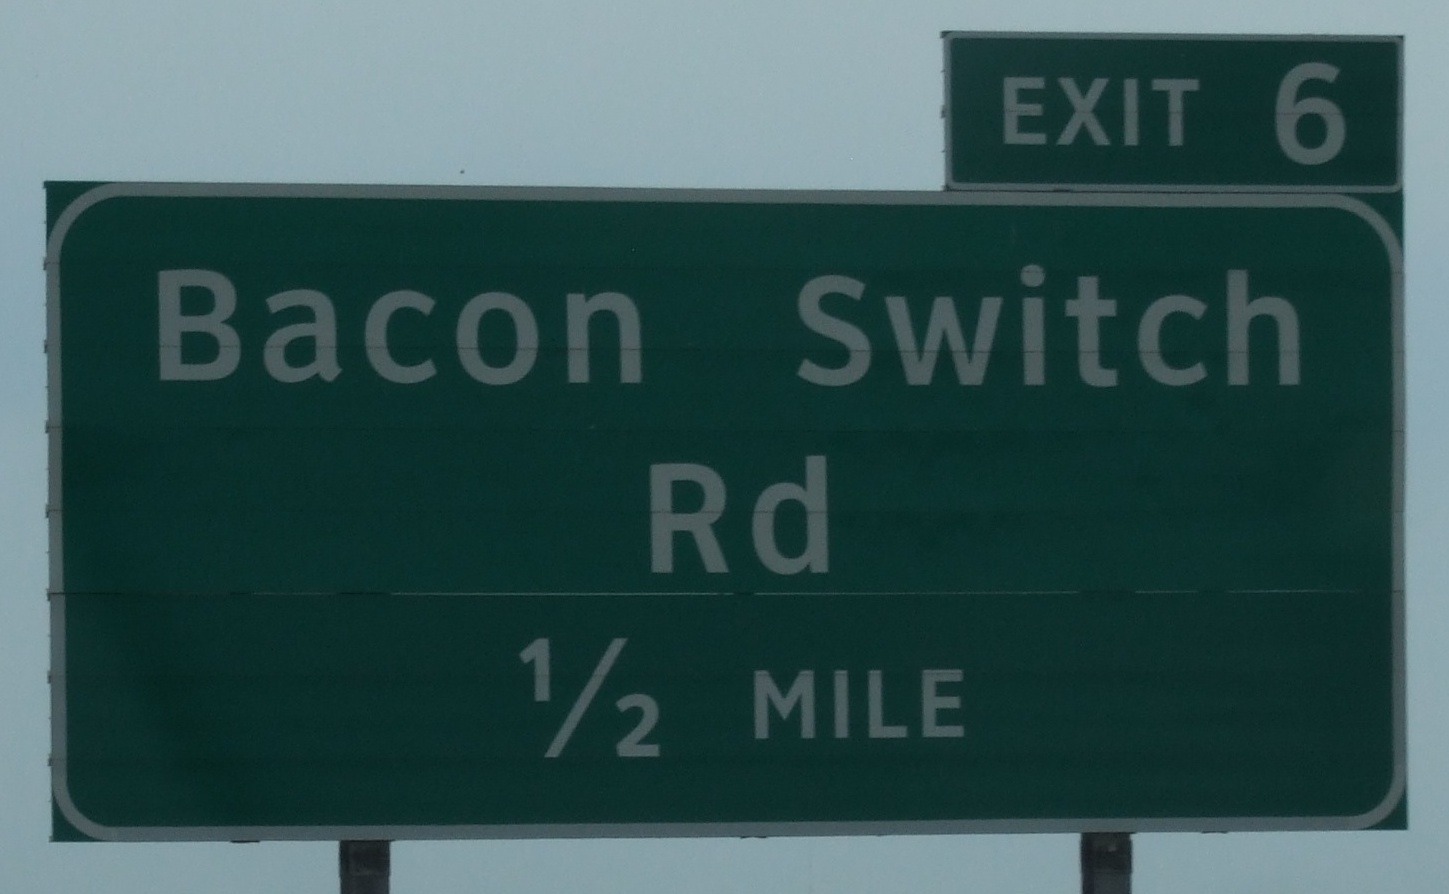 EXIT 6
Bacon Switch
Rd
½ MILE